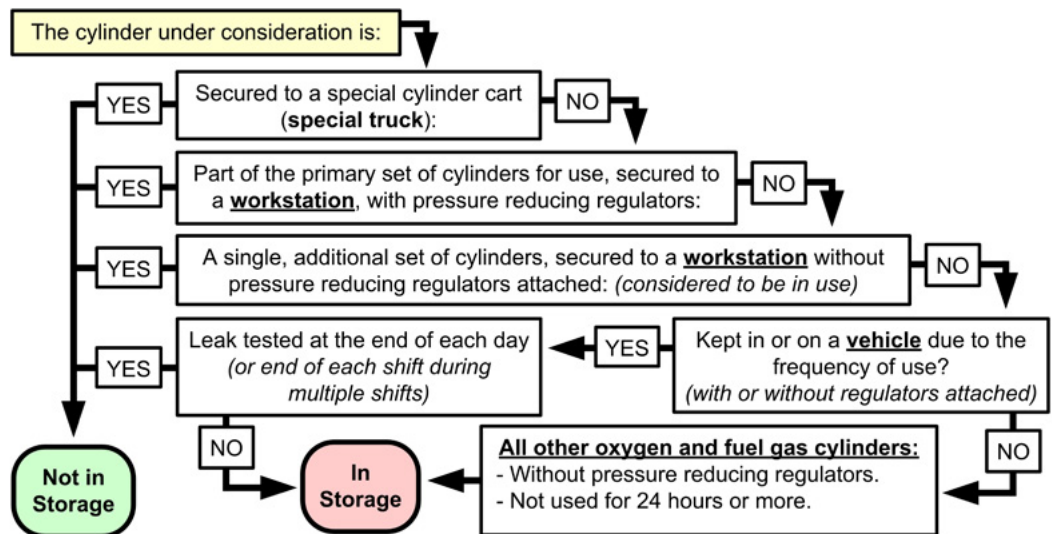 The cylinder under consideration is:
YES
Secured to a special cylinder cart
(special truck):
NO
YES
Part of the primary set of cylinders for use, secured to
a workstation, with pressure reducing regulators:
NO
YES
A single, additional set of cylinders, secured to a workstation without
pressure reducing regulators attached: (considered to be in use)
NO
YES
Leak tested at the end of each day
(or end of each shift during
multiple shifts)
YES
Kept in or on a vehicle due to the
frequency of use?
(with or without regulators attached)
NO
NO
Not in
Storage
In
Storage
All other oxygen and fuel gas cylinders:
- Without pressure reducing regulators.
- Not used for 24 hours or more.